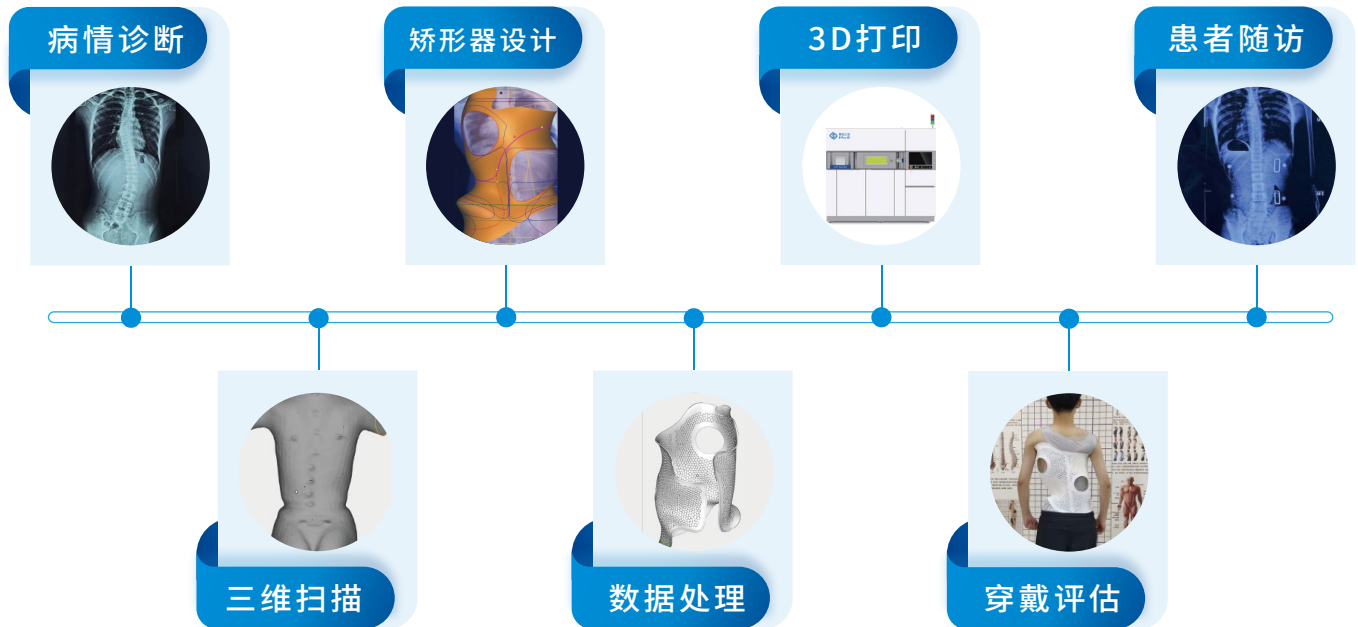 病情诊断
三维扫描
矫形器设计
数据处理
3D打印
穿戴评估
患者随访